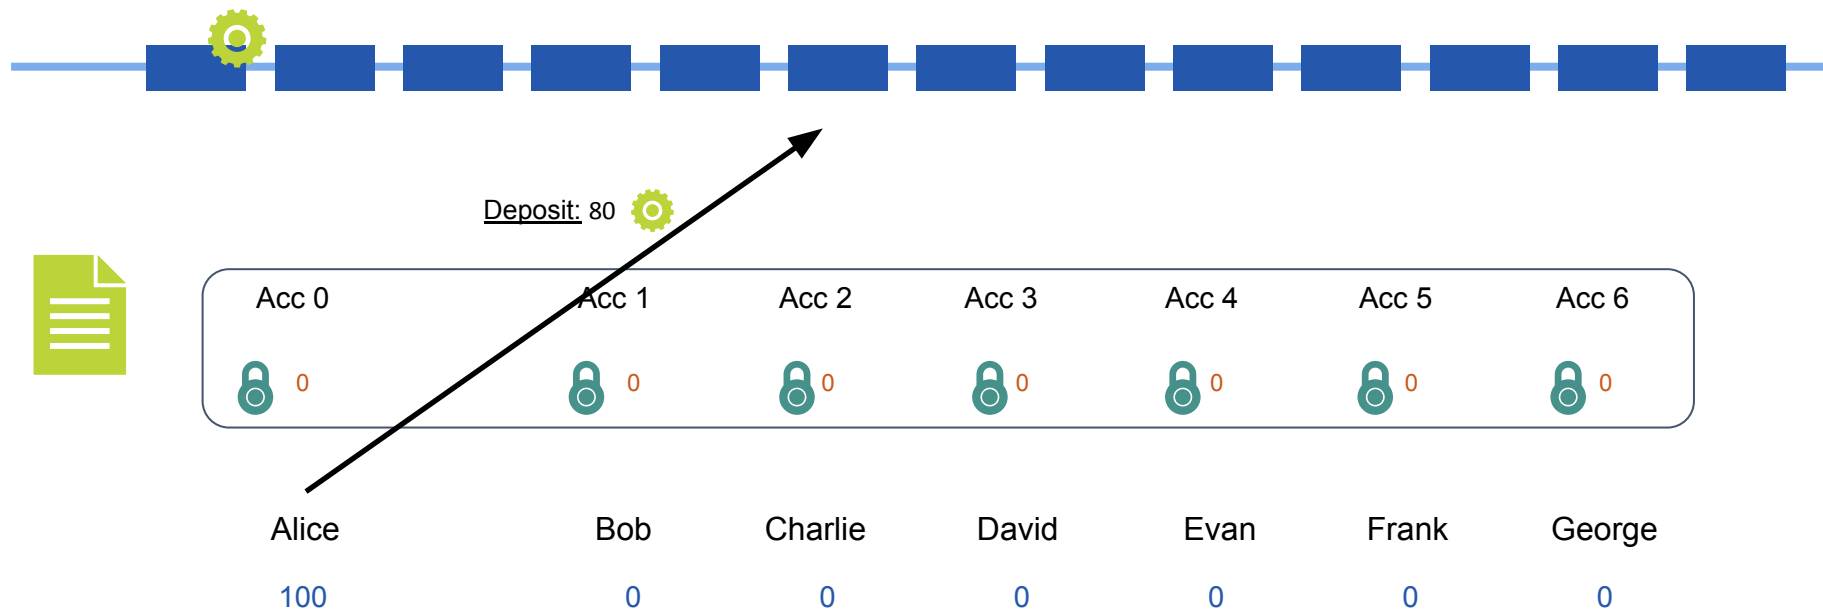 Deposit: 80
Acc 0 Acc 1 Acc 2 Acc 3 Acc 4 Acc 5 Acc 6
0 0 0 0 0 0 0
Alice Bob Charlie David Evan Frank George
100 0 0 0 0 0 0